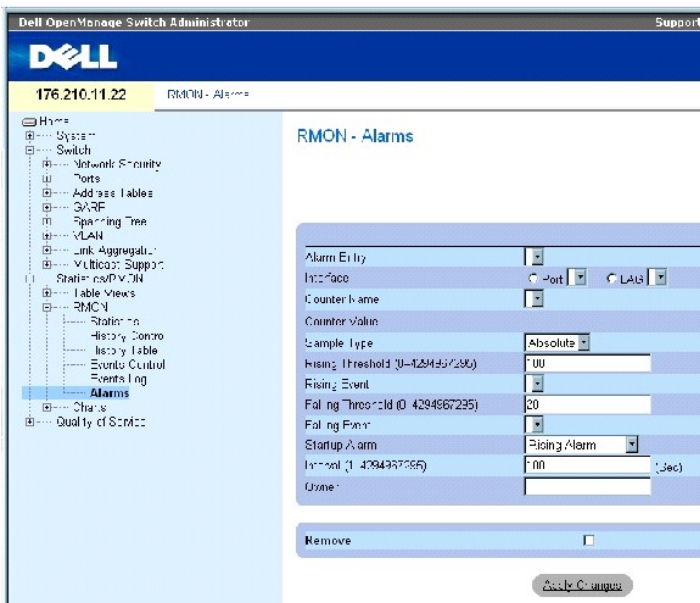 Dell OpenManage Switch Administrator
Support
DELL
176.210.11.22
RMON - Alarms
Home
System
Switch
Network Security
Ports
Address Tables
GARP
Spanning Tree
VLAN
Link Aggregation
Multicast Support
Statistics/RMON
Table Views
RMON
Statistics
History Control
History Table
Events Control
Events Log
Alarms
Charts
Quality of Service
RMON - Alarms
Alarm Entry
Interface Port LAG
Counter Name
Counter Value
Sample Type Absolute
Rising Threshold (0-4294967295) 100
Rising Event
Falling Threshold (0-4294967295) 20
Falling Event
Startup Alarm Rising Alarm
Interval (1-4294967295) 100 (Sec)
Owner
Remove
Apply Changes